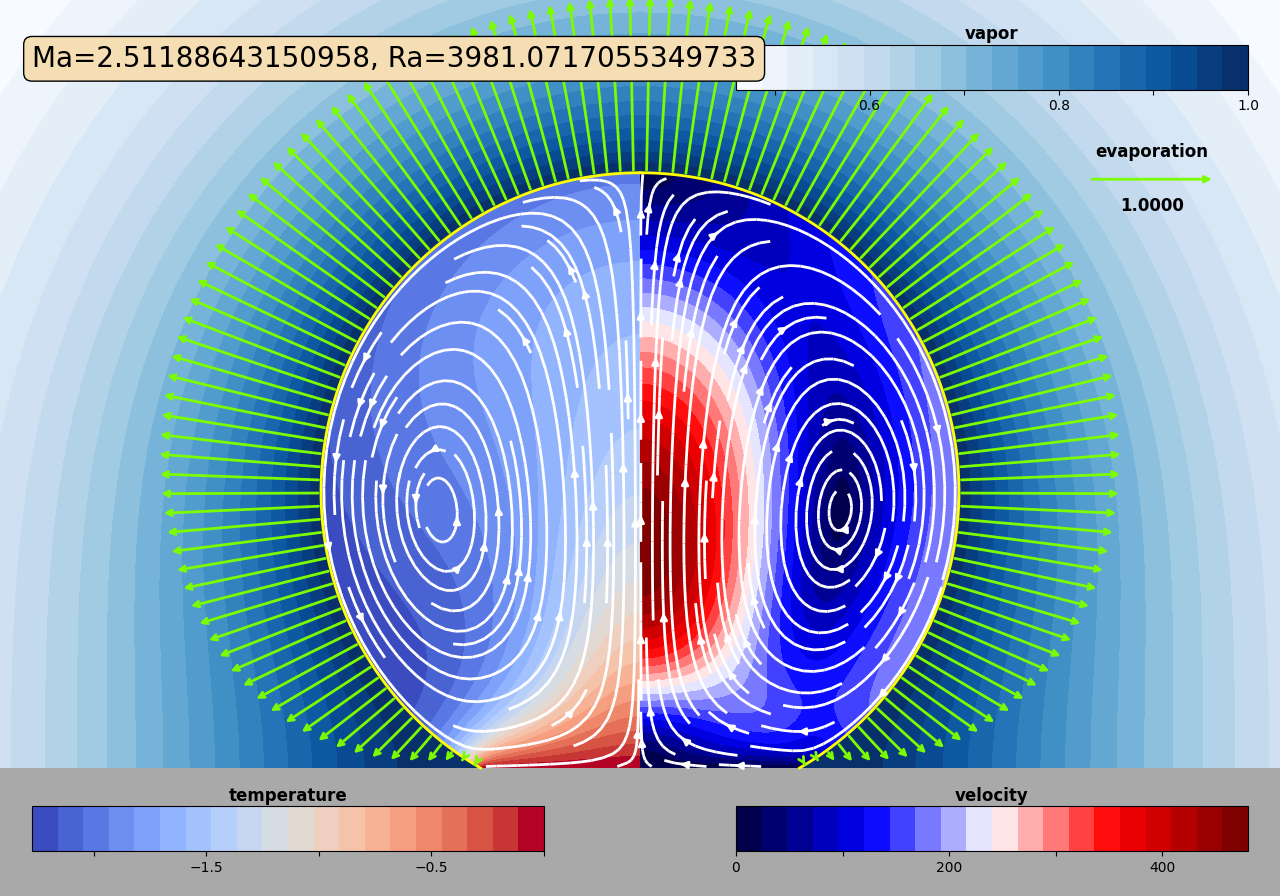 vapor
Ma=2.51188643150958, Ra=3981.0717055349733
0.6 0.8 1.0
evaporation
1.0000
temperature
−1.5 −0.5
velocity
0 200 400